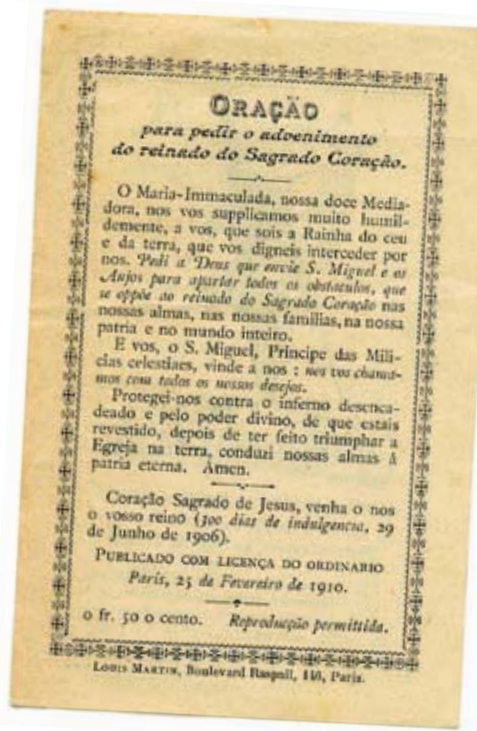 ORAÇÃO
para pedir o advenimento
do reinado do Sagrado Coração.
O Maria-Immaculada, nossa doce Media-
dora, nos vos supplicamos muito humil-
demente, a vos, que sois a Rainha do ceu
e da terra, que vos digneis interceder por
nos. Pedi a Deus que envie S. Miguel e os
Anjos para apartar todos os obstaculos, que
se oppõe ao reinado do Sagrado Coração nas
nossas almas, nas nossas familias, na nossa
patria e no mundo inteiro.
E vos, o S. Miguel, Principe das Mili-
cias celestiaes, vinde a nos : nos vos chama-
mos com todos os nossos desejos.
Protegei-nos contra o inferno desenca-
deado e pelo poder divino, de que estais
revestido, depois de ter feito triumphar a
Egreja na terra, conduzi nossas almas á
patria eterna. Amen.
Coração Sagrado de Jesus, venha o nos
o vosso reino (300 dias de indulgencia, 29
de Junho de 1906).
PUBLICADO COM LICENÇA DO ORDINARIO
Paris, 25 de Fevereiro de 1910.
0 fr. 50 o cento. Reproducção permittida.
LOUIS MARTIN, Boulevard Raspail, 146, Paris.